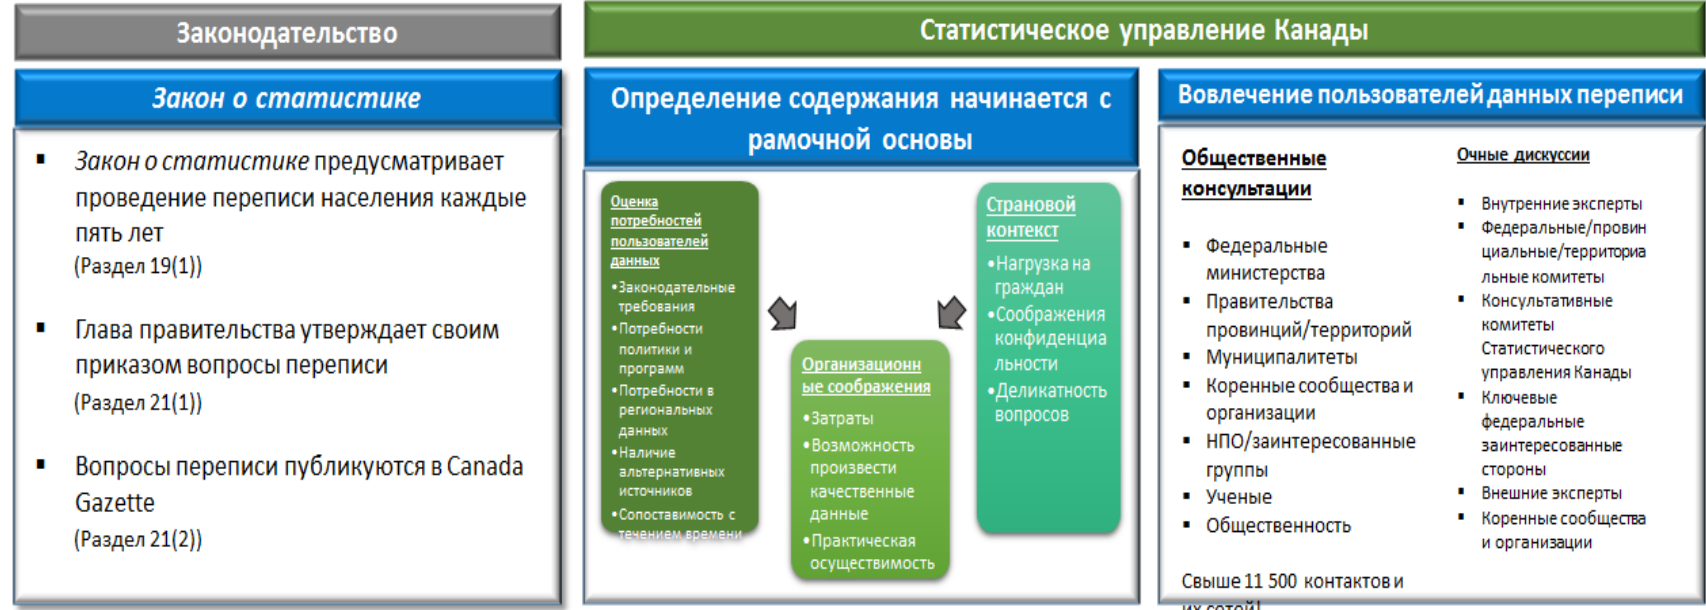 Законодательство
Закон о статистике
▪ Закон о статистике предусматривает
проведение переписи населения каждые
пять лет
(Раздел 19(1))
▪ Глава правительства утверждает своим
приказом вопросы переписи
(Раздел 21(1))
▪ Вопросы переписи публикуются в Canada
Gazette
(Раздел 21(2))
Статистическое управление Канады
Определение содержания начинается с
рамочной основы
Оценка
потребностей
пользователей
данных
•Законодательные
требования
•Потребности
политики и
программ
•Потребности в
региональных
данных
•Наличие
альтернативных
источников
•Сопоставимость с
течением времени
Организационн
ые соображения
•Затраты
•Возможность
произвести
качественные
данные
•Практическая
осуществимость
Страновой
контекст
•Нагрузка на
граждан
•Соображения
конфиденциа
льности
•Деликатность
вопросов
Вовлечение пользователей данных переписи
Общественные
консультации
▪ Федеральные
министерства
▪ Правительства
провинций/территорий
▪ Муниципалитеты
▪ Коренные сообщества и
организации
▪ НПО/заинтересованные
группы
▪ Ученые
▪ Общественность
Свыше 11 500 контактов и
их сетей!
Очные дискуссии
▪ Внутренние эксперты
▪ Федеральные/провин
циальные/территориа
льные комитеты
▪ Консультативные
комитеты
Статистического
управления Канады
▪ Ключевые
федеральные
заинтересованные
стороны
▪ Внешние эксперты
▪ Коренные сообщества
и организации